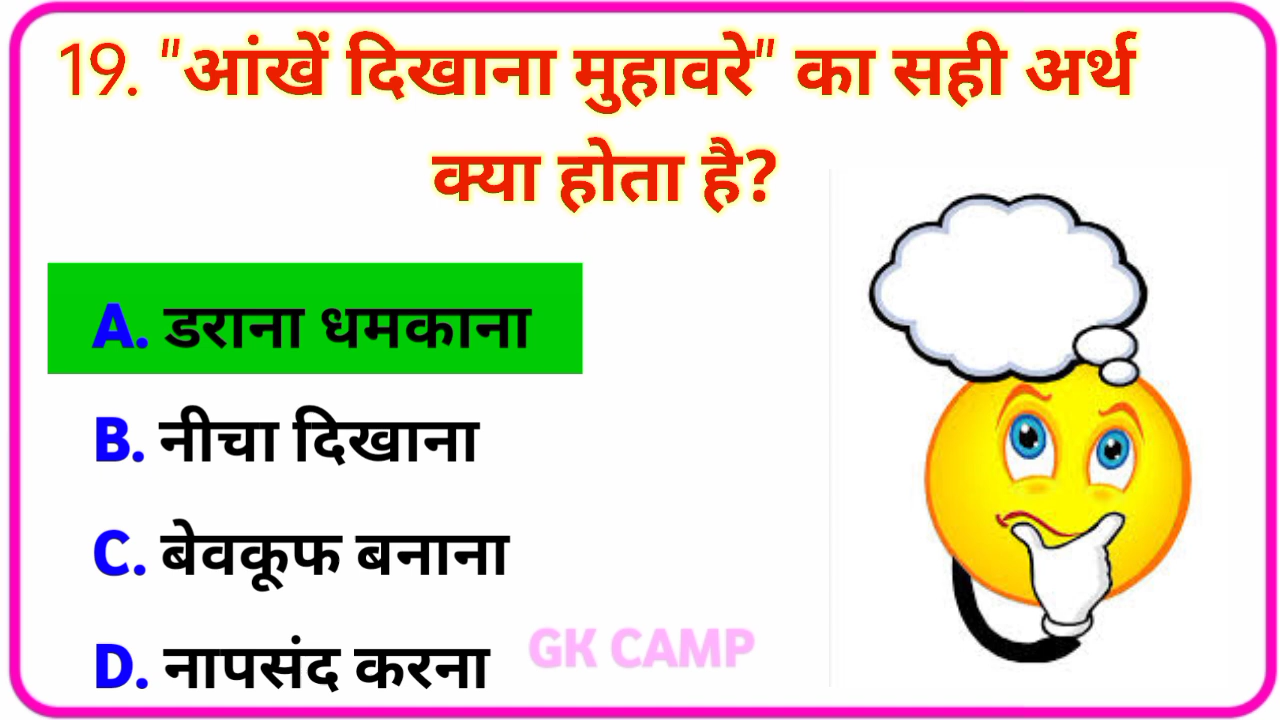 19. "आंखें दिखाना मुहावरे" का सही अर्थ
क्या होता है?
A. डराना धमकाना
B. नीचा दिखाना
C. बेवकूफ बनाना
D. नापसंद करना
GK CAMP